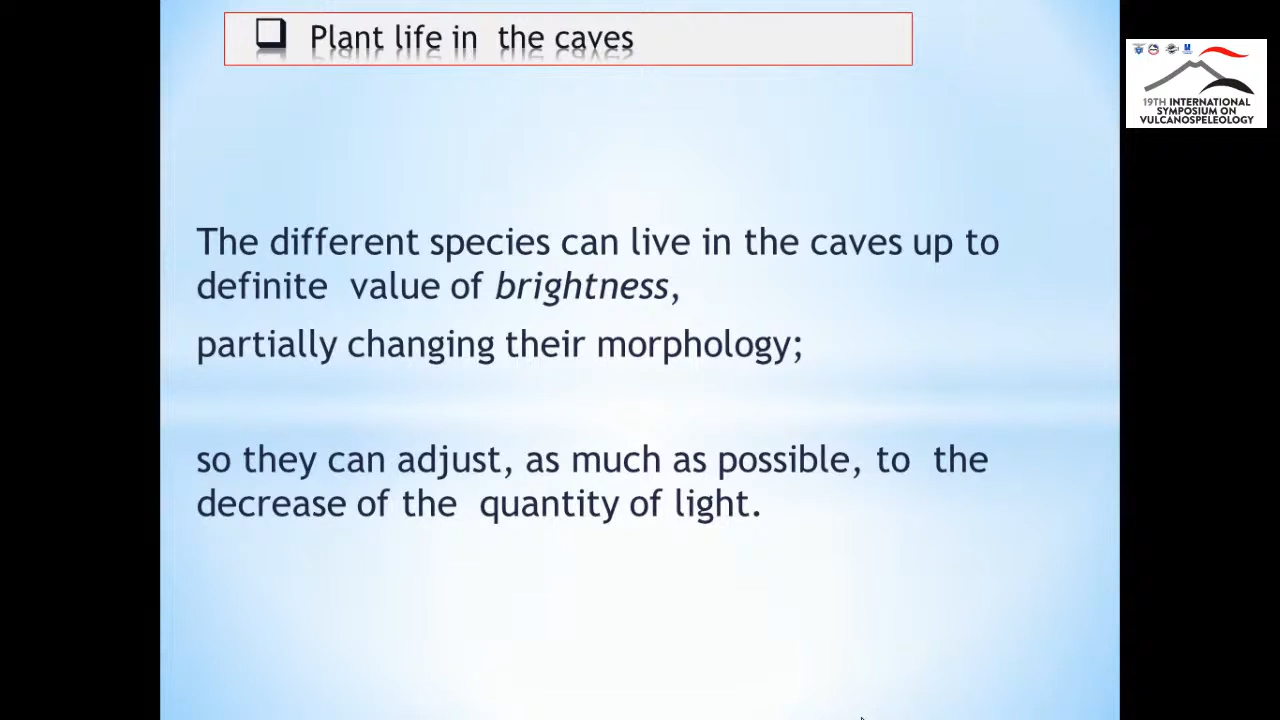 Plant life in the caves
19TH INTERNATIONAL
SYMPOSIUM ON
VULCANOSPELEOLOGY
The different species can live in the caves up to
definite value of brightness,
partially changing their morphology;
so they can adjust, as much as possible, to the
decrease of the quantity of light.